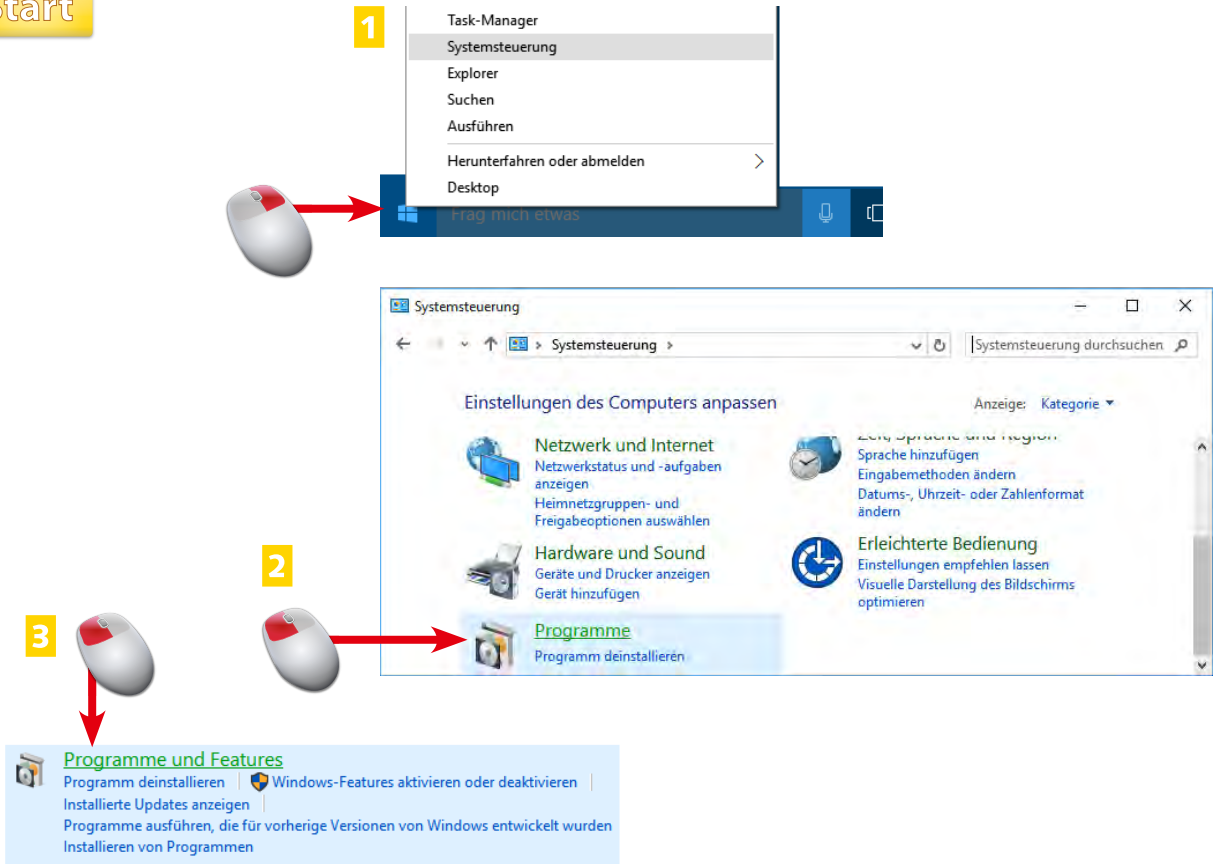 Start
1
Task-Manager
Systemsteuerung
Explorer
Suchen
Ausführen
Herunterfahren oder abmelden
Desktop
Frag mich etwas
Systemsteuerung
Systemsteuerung
Systemsteuerung durchsuchen
Einstellungen des Computers anpassen
Anzeige: Kategorie
Netzwerk und Internet
Netzwerkstatus und -aufgaben
anzeigen
Heimnetzgruppen- und
Freigabeoptionen auswählen
Hardware und Sound
Geräte und Drucker anzeigen
Gerät hinzufügen
2
Programme
Programm deinstallieren
Zeit, Sprache und Region
Sprache hinzufügen
Eingabemethoden ändern
Datums-, Uhrzeit- oder Zahlenformat
ändern
Erleichterte Bedienung
Einstellungen empfehlen lassen
Visuelle Darstellung des Bildschirms
optimieren
3
Programme und Features
Programm deinstallieren Windows-Features aktivieren oder deaktivieren
Installierte Updates anzeigen
Programme ausführen, die für vorherige Versionen von Windows entwickelt wurden
Installieren von Programmen